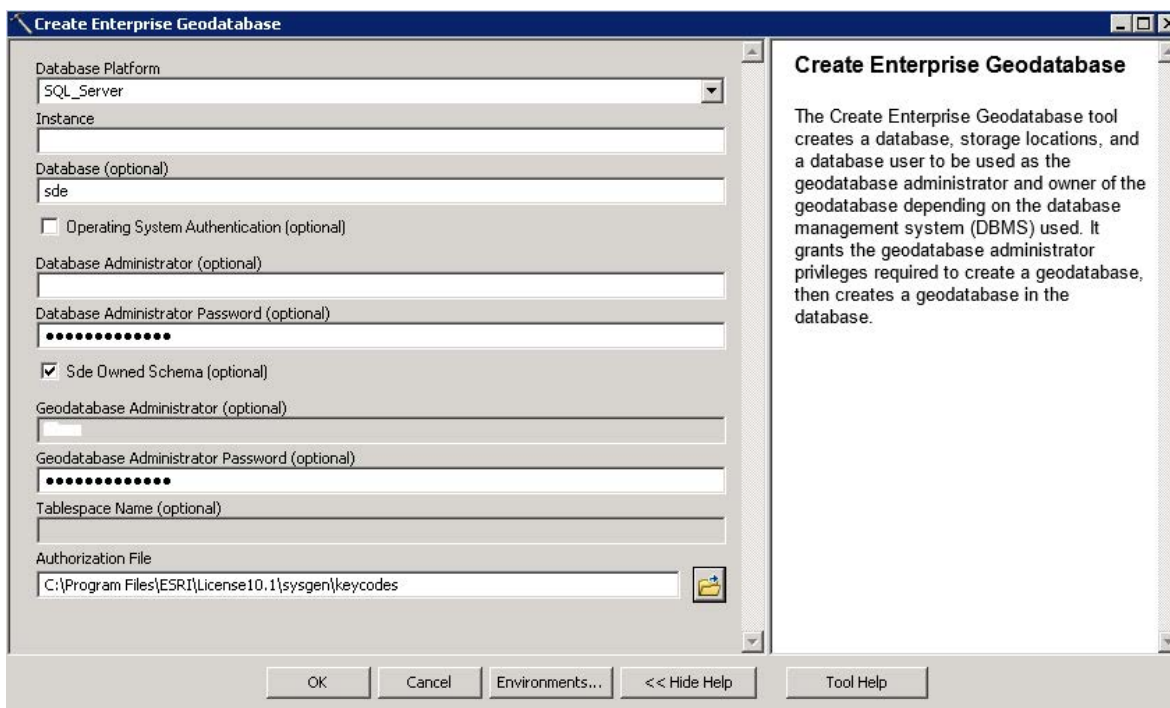 Create Enterprise Geodatabase
Database Platform
SQL_Server
Instance
Database (optional)
sde
Operating System Authentication (optional)
Database Administrator (optional)
Database Administrator Password (optional)
●●●●●●●●●●●●●
Sde Owned Schema (optional)
Geodatabase Administrator (optional)
Geodatabase Administrator Password (optional)
●●●●●●●●●●●●●
Tablespace Name (optional)
Authorization File
C:\Program Files\ESRI\License10.1\sysgen\keycodes
Create Enterprise Geodatabase
The Create Enterprise Geodatabase tool
creates a database, storage locations, and
a database user to be used as the
geodatabase administrator and owner of the
geodatabase depending on the database
management system (DBMS) used. It
grants the geodatabase administrator
privileges required to create a geodatabase,
then creates a geodatabase in the
database.
OK
Cancel
Environments...
<< Hide Help
Tool Help